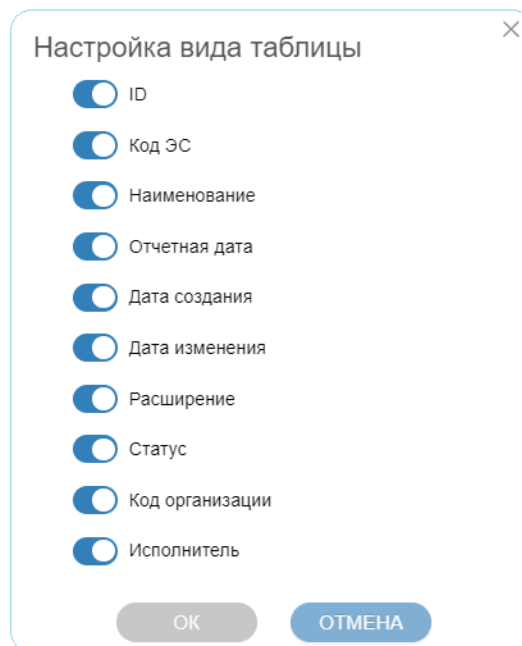 Настройка вида таблицы
ID
Код ЭС
Наименование
Отчетная дата
Дата создания
Дата изменения
Расширение
Статус
Код организации
Исполнитель
ОК ОТМЕНА